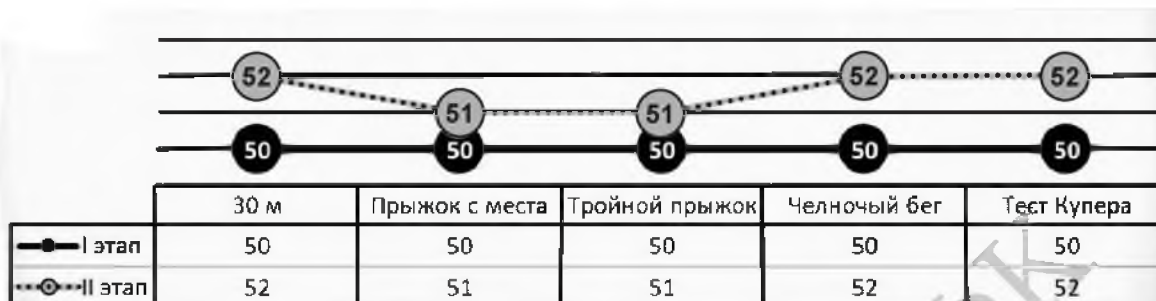 52 51 51 52 52
50 50 50 50 50
30 м Прыжок с места Тройной прыжок Челночый бег Тест Купера
I этап 50 50 50 50 50
II этап 52 51 51 52 52